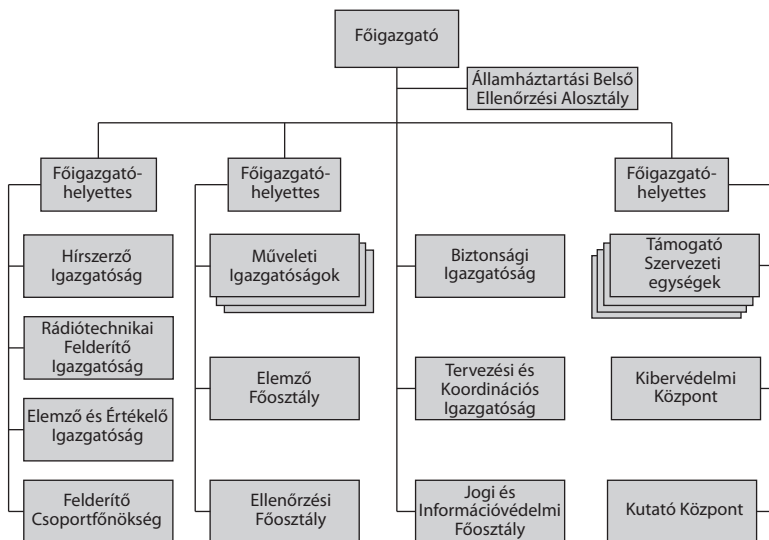 Főigazgató
Államháztartási Belső
Ellenőrzési Alosztály
Főigazgató-
helyettes
Főigazgató-
helyettes
Főigazgató-
helyettes
Hírszerző
Igazgatóság
Műveleti
Igazgatóságok
Biztonsági
Igazgatóság
Támogató
Szervezeti
egységek
Rádiótechnikai
Felderítő
Igazgatóság
Elemző
Főosztály
Tervezési és
Koordinációs
Igazgatóság
Kibervédelmi
Központ
Elemző és Értékelő
Igazgatóság
Felderítő
Csoportfőnökség
Ellenőrzési
Főosztály
Jogi és
Információvédelmi
Főosztály
Kutató Központ